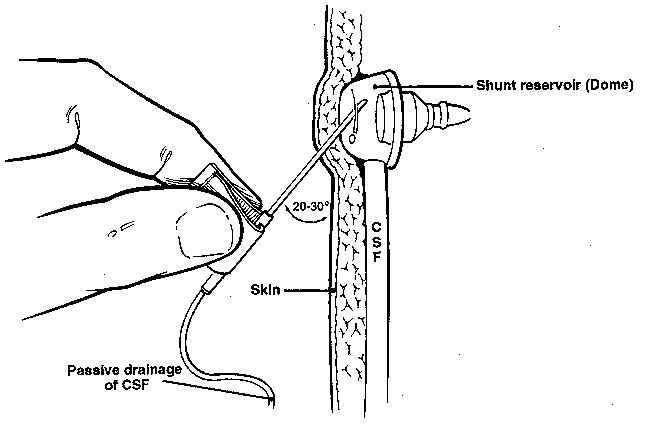 Shunt reservoir (Dome)
20-30°
CSF
Skin
Passive drainage
of CSF